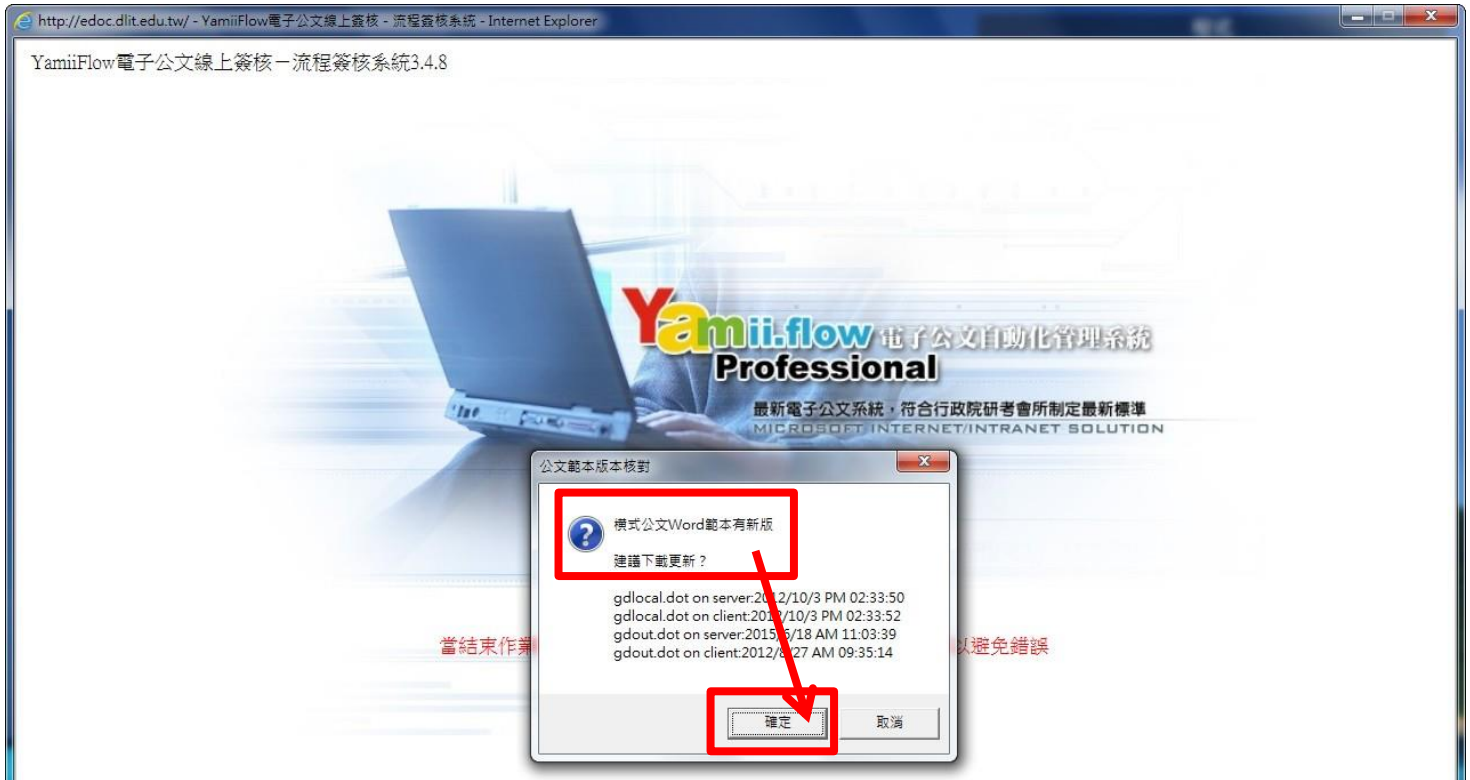 http://edoc.dlit.edu.tw/ - YamiiFlow電子公文線上簽核 - 流程簽核系統 - Internet Explorer
YamiiFlow電子公文線上簽核－流程簽核系統3.4.8
Yamii.flow 電子公文自動化管理系統
Professional
最新電子公文系統，符合行政院研考會所制定最新標準
MICROSOFT INTERNET/INTRANET SOLUTION
公文範本版本核對
橫式公文Word範本有新版
建議下載更新？
gdlocal.dot on server:2012/10/3 PM 02:33:50
gdlocal.dot on client:2012/10/3 PM 02:33:52
gdout.dot on server:2015/6/18 AM 11:03:39
gdout.dot on client:2012/8/27 AM 09:35:14
當結束作業
以避免錯誤
確定
取消